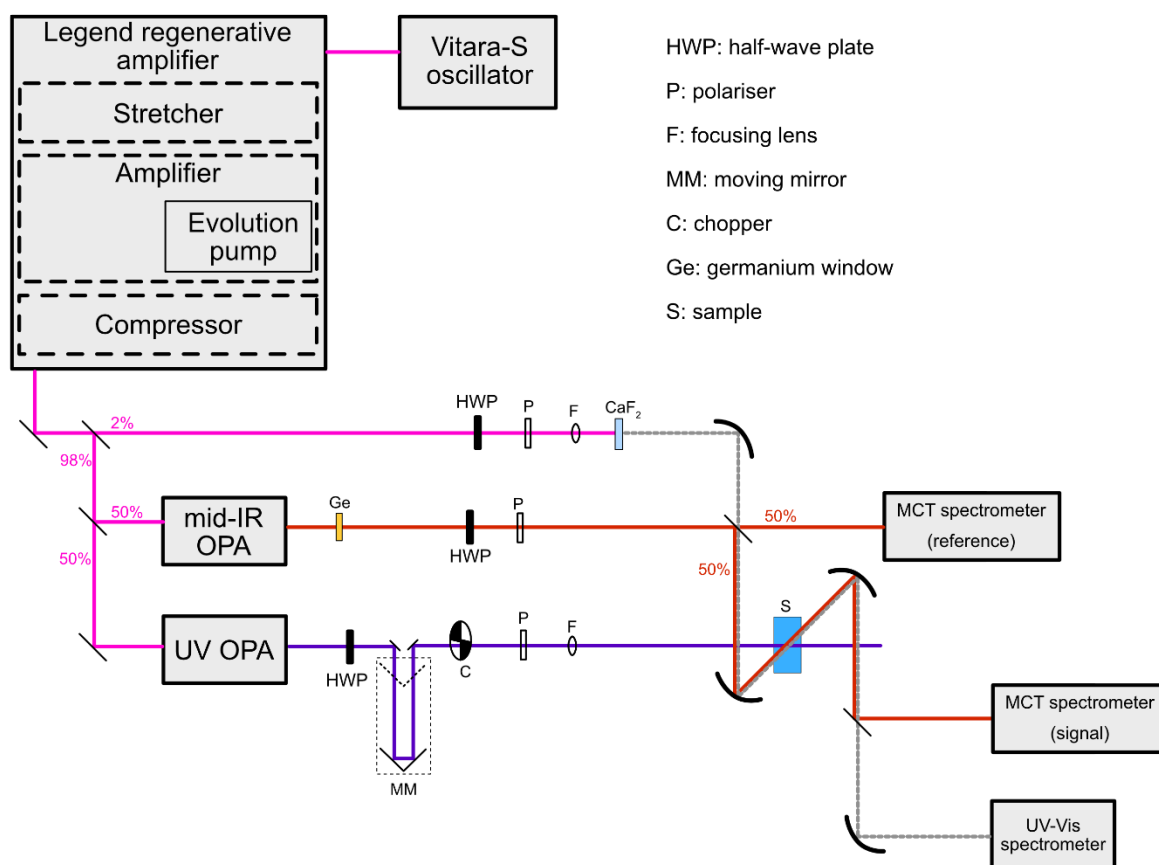 Legend regenerative
amplifier
Stretcher
Amplifier
Evolution
pump
Compressor
Vitara-S
oscillator
HWP: half-wave plate
P: polariser
F: focusing lens
MM: moving mirror
C: chopper
Ge: germanium window
S: sample
2%
98%
HWP
P
F
CaF₂
50%
50%
mid-IR
OPA
Ge
HWP
P
50%
50%
MCT spectrometer
(reference)
UV OPA
HWP
MM
C
P
F
S
MCT spectrometer
(signal)
UV-Vis
spectrometer